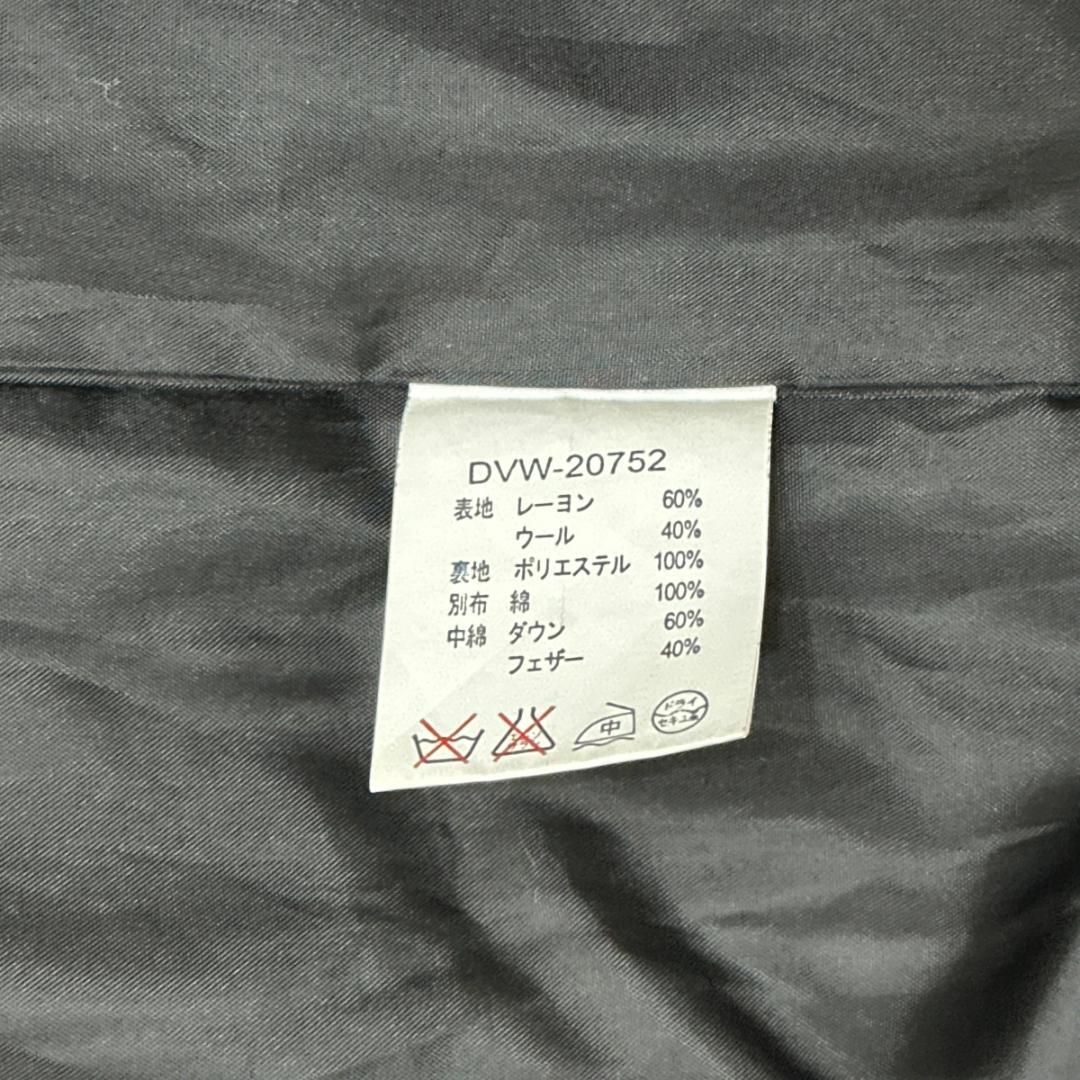 DVW-20752
表地 レーヨン 60%
ウール 40%
裏地 ポリエステル 100%
別布 綿 100%
中綿 ダウン 60%
フェザー 40%
中
ドライ
セキユ系